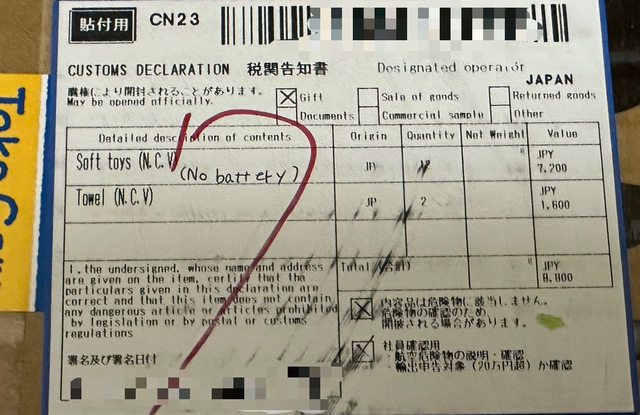 貼付用 CN23
CUSTOMS DECLARATION 税関告知書 Designated operator
JAPAN
職権により開封されることがあります。
May be opened officially.
Gift Sale of goods Returned goods
Documents Commercial sample Other
Detailed description of contents Origin Quantity Net Weight Value
Soft toys (N.C.V) (No battery) JP JPY 7,200
Towel (N.C.V) JP 2 JPY 1,600
Total (合計) JPY
I, the undersigned, whose name and address
are given on the item, certify that the
particulars given in this declaration are
correct and that this item does not contain
any dangerous article or articles prohibited
by legislation or by postal or customs
regulations
内容品は危険物に該当しません。
危険物の確認のため、
開披される場合があります。
社員確認用
・航空危険物の説明・確認
・輸出申告対象(20万円超)か確認
署名及び署名日付